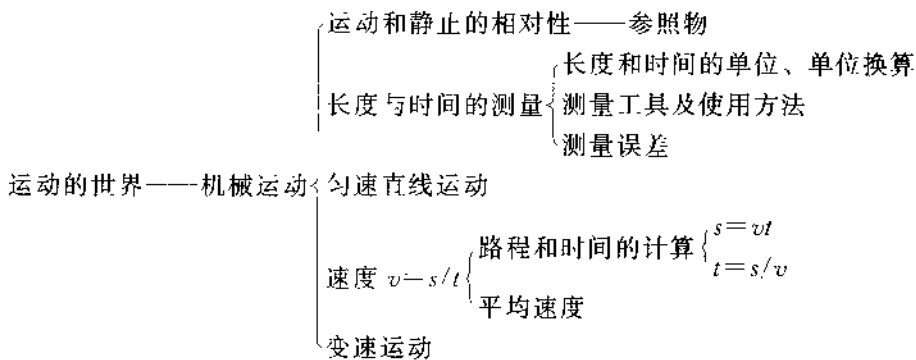 运动和静止的相对性——参照物
长度和时间的单位、单位换算
长度与时间的测量
测量工具及使用方法
测量误差
运动的世界——机械运动
匀速直线运动
路程和时间的计算
s=vt
t=s/v
速度 v=s/t
平均速度
变速运动